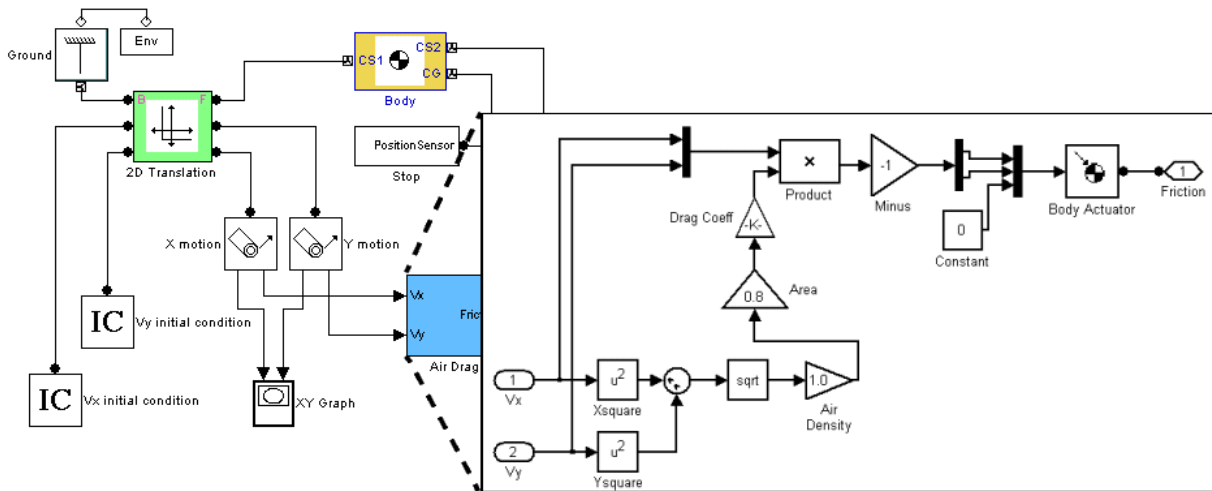 Ground
Env
B
F
2D Translation
CS1
CS2
CG
Body
PositionSensor
Stop
X motion
Y motion
IC
Vy initial condition
IC
Vx initial condition
XY Graph
Vx
Vy
Frict
Air Drag
Drag Coeff
-K-
×
Product
-1
Minus
0
Constant
Body Actuator
1
Friction
0.8
Area
1
Vx
u²
Xsquare
+
+
sqrt
1.0
Air
Density
2
Vy
u²
Ysquare